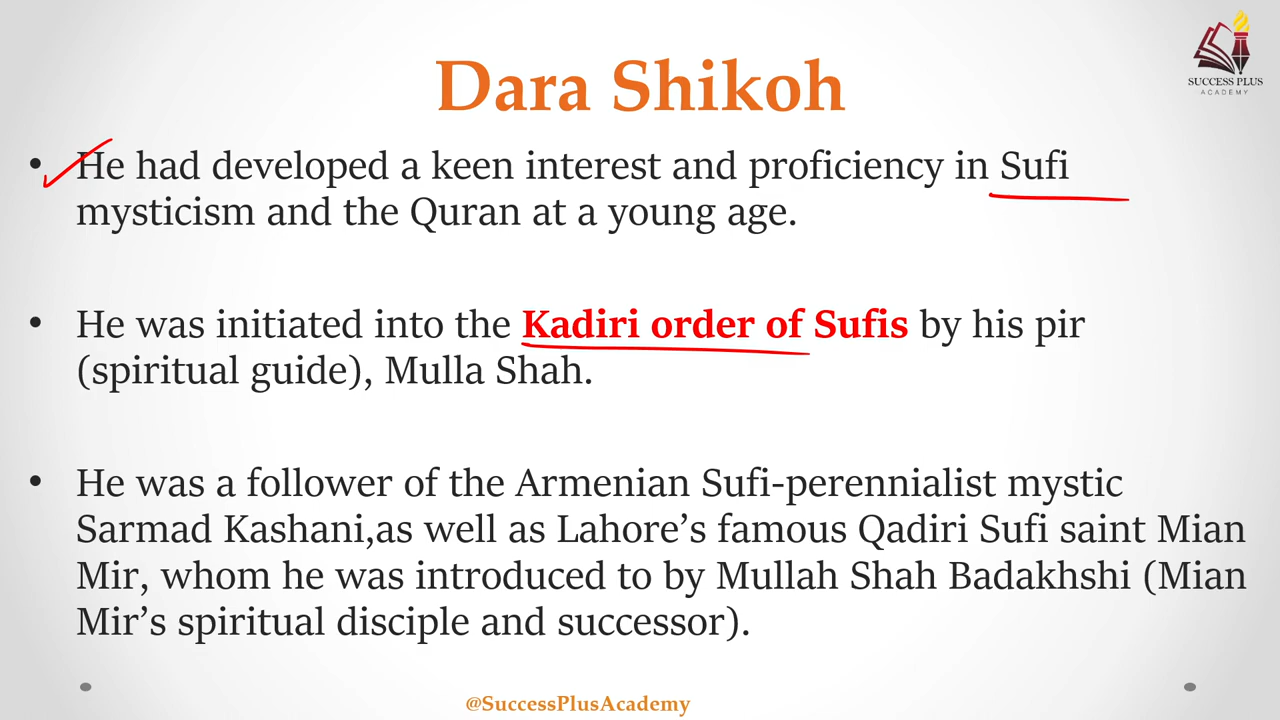 SUCCESS PLUS
ACADEMY
Dara Shikoh
• He had developed a keen interest and proficiency in Sufi
mysticism and the Quran at a young age.
• He was initiated into the Kadiri order of Sufis by his pir
(spiritual guide), Mulla Shah.
• He was a follower of the Armenian Sufi-perennialist mystic
Sarmad Kashani,as well as Lahore’s famous Qadiri Sufi saint Mian
Mir, whom he was introduced to by Mullah Shah Badakhshi (Mian
Mir’s spiritual disciple and successor).
@SuccessPlusAcademy